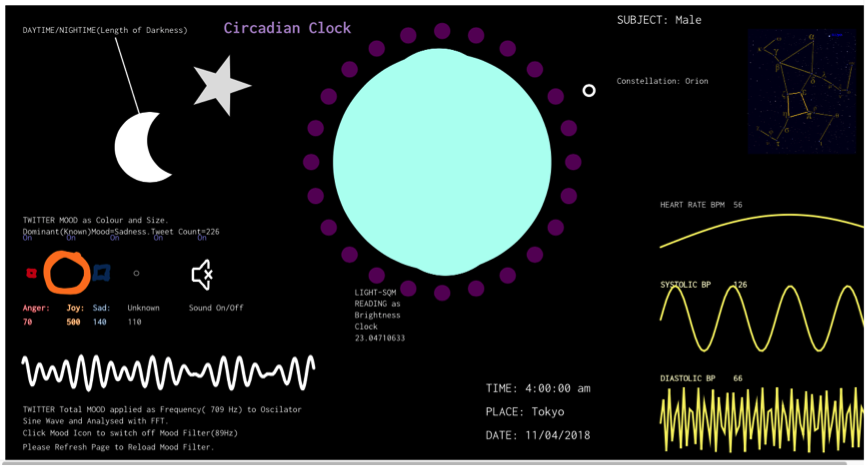 DAYTIME/NIGHTIME(Length of Darkness)
Circadian Clock
SUBJECT: Male
Constellation: Orion
TWITTER MOOD as Colour and Size.
Dominant(Known)Mood=Sadness.Tweet Count=226
On On On On On
Anger: Joy: Sad: Unknown Sound On/Off
70 500 140 110
LIGHT-SQM
READING as
Brightness
Clock
23.04710633
HEART RATE BPM 56
SYSTOLIC BP 126
DIASTOLIC BP 66
TIME: 4:00:00 am
PLACE: Tokyo
DATE: 11/04/2018
TWITTER Total MOOD applied as Frequency( 709 Hz) to Oscilator
Sine Wave and Analysed with FFT.
Click Mood Icon to switch off Mood Filter(89Hz)
Please Refresh Page to Reload Mood Filter.